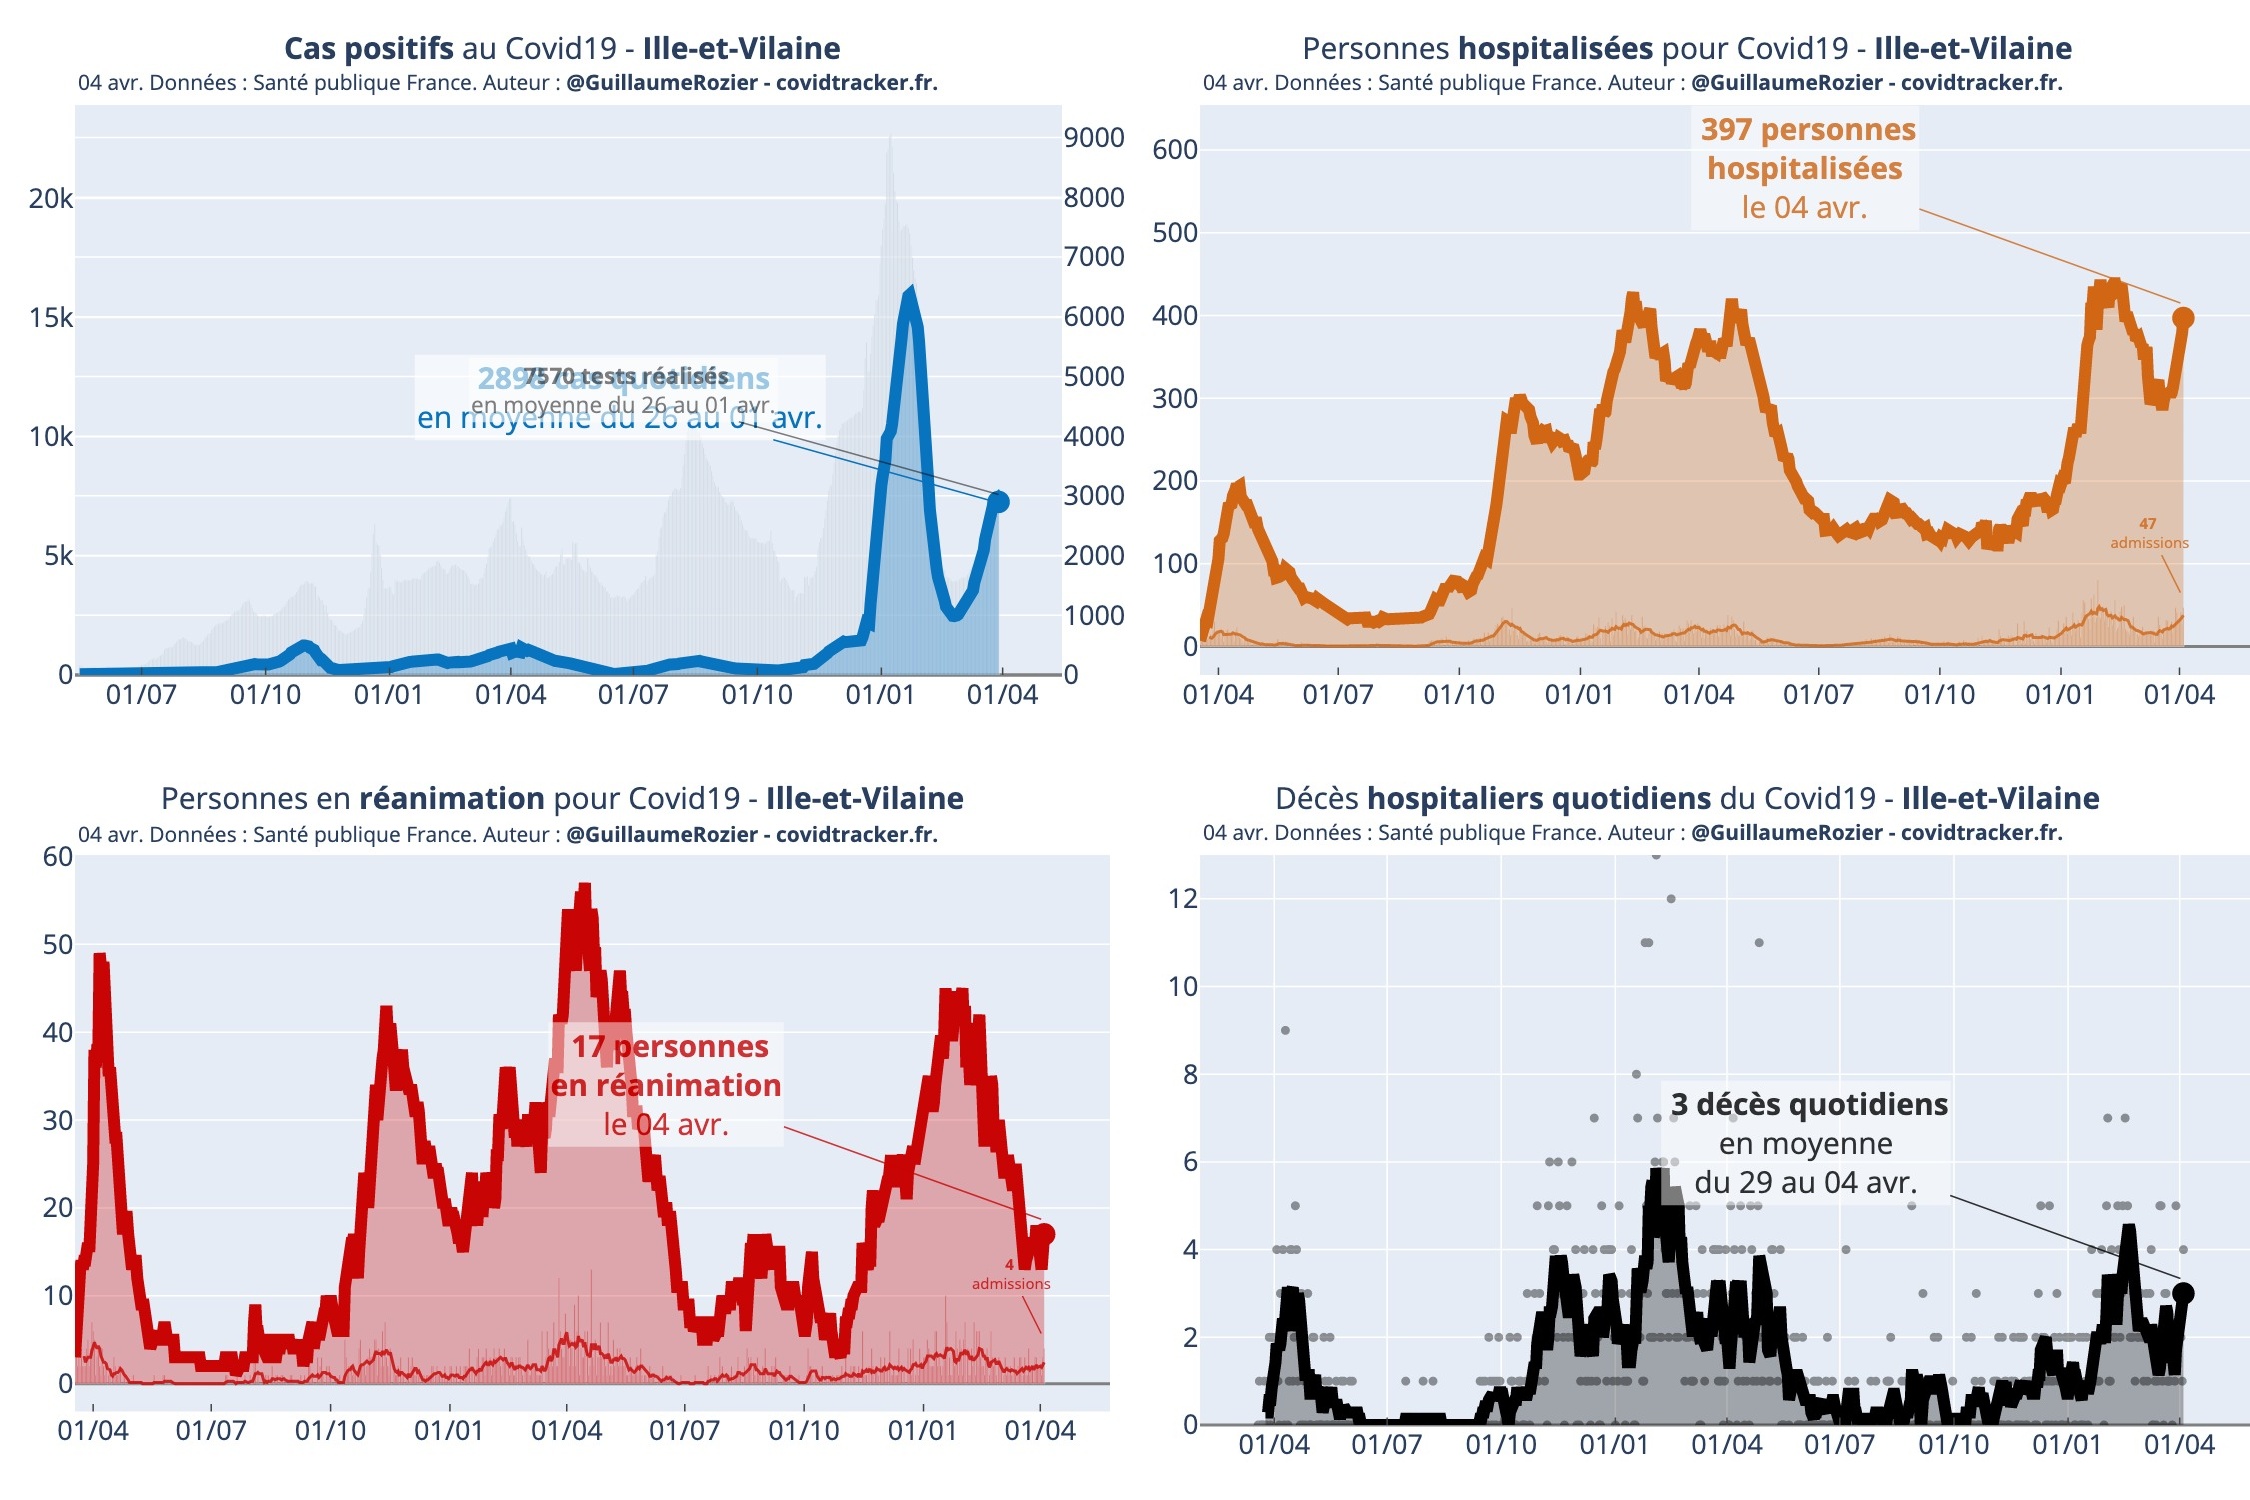 Cas positifs au Covid19 - Ille-et-Vilaine
04 avr. Données : Santé publique France. Auteur : @GuillaumeRozier - covidtracker.fr.
9000
20k
8000
7000
15k
6000
cas quotidiens
7570 tests réalisés
5000
en moyenne du 26 au 01 avr.
en moyenne du 26 au 01 avr.
10k
4000
3000
5k
2000
1000
0
0
01/07 01/10 01/01 01/04 01/07 01/10 01/01 01/04
Personnes hospitalisées pour Covid19 - Ille-et-Vilaine
04 avr. Données : Santé publique France. Auteur : @GuillaumeRozier - covidtracker.fr.
397 personnes
hospitalisées
le 04 avr.
600
500
400
300
200
100
0
47
admissions
01/04 01/07 01/10 01/01 01/04 01/07 01/10 01/01 01/04
Personnes en réanimation pour Covid19 - Ille-et-Vilaine
04 avr. Données : Santé publique France. Auteur : @GuillaumeRozier - covidtracker.fr.
60
50
40
30
20
10
0
17 personnes
en réanimation
le 04 avr.
4
admissions
01/04 01/07 01/10 01/01 01/04 01/07 01/10 01/01 01/04
Décès hospitaliers quotidiens du Covid19 - Ille-et-Vilaine
04 avr. Données : Santé publique France. Auteur : @GuillaumeRozier - covidtracker.fr.
12
10
8
6
4
2
0
3 décès quotidiens
en moyenne
du 29 au 04 avr.
01/04 01/07 01/10 01/01 01/04 01/07 01/10 01/01 01/04